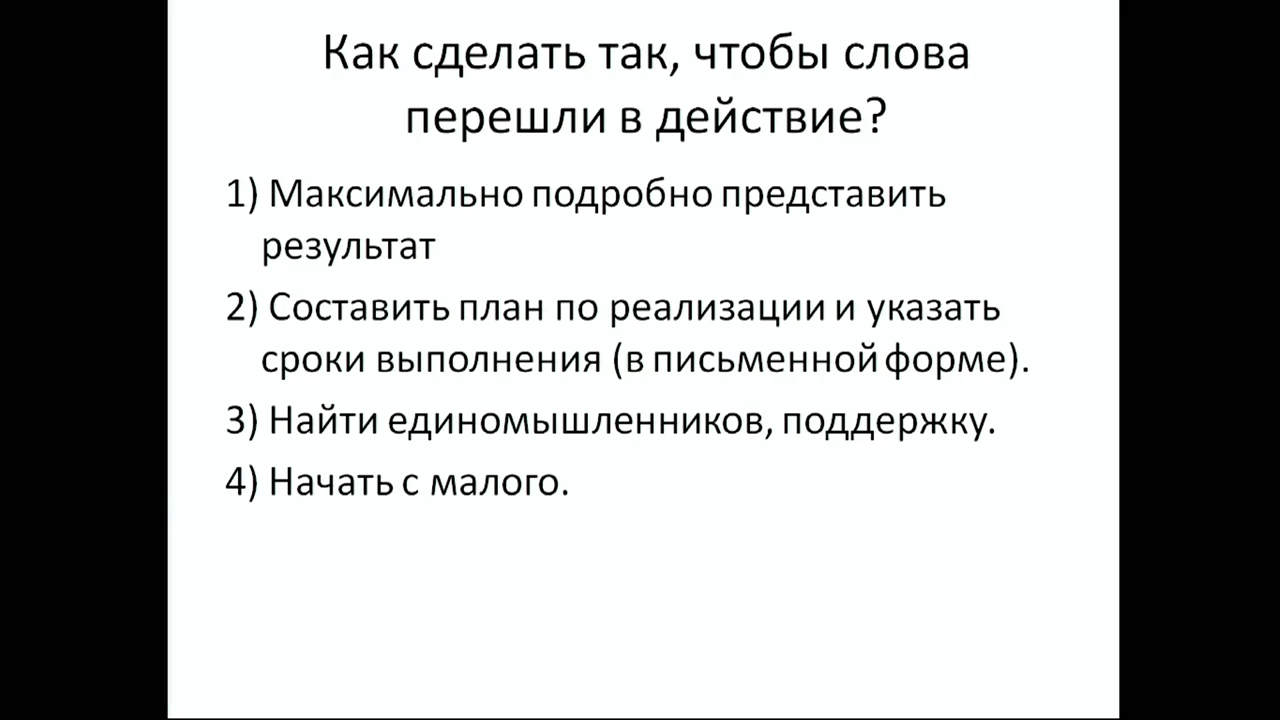 Как сделать так, чтобы слова
перешли в действие?
1) Максимально подробно представить
результат
2) Составить план по реализации и указать
сроки выполнения (в письменной форме).
3) Найти единомышленников, поддержку.
4) Начать с малого.